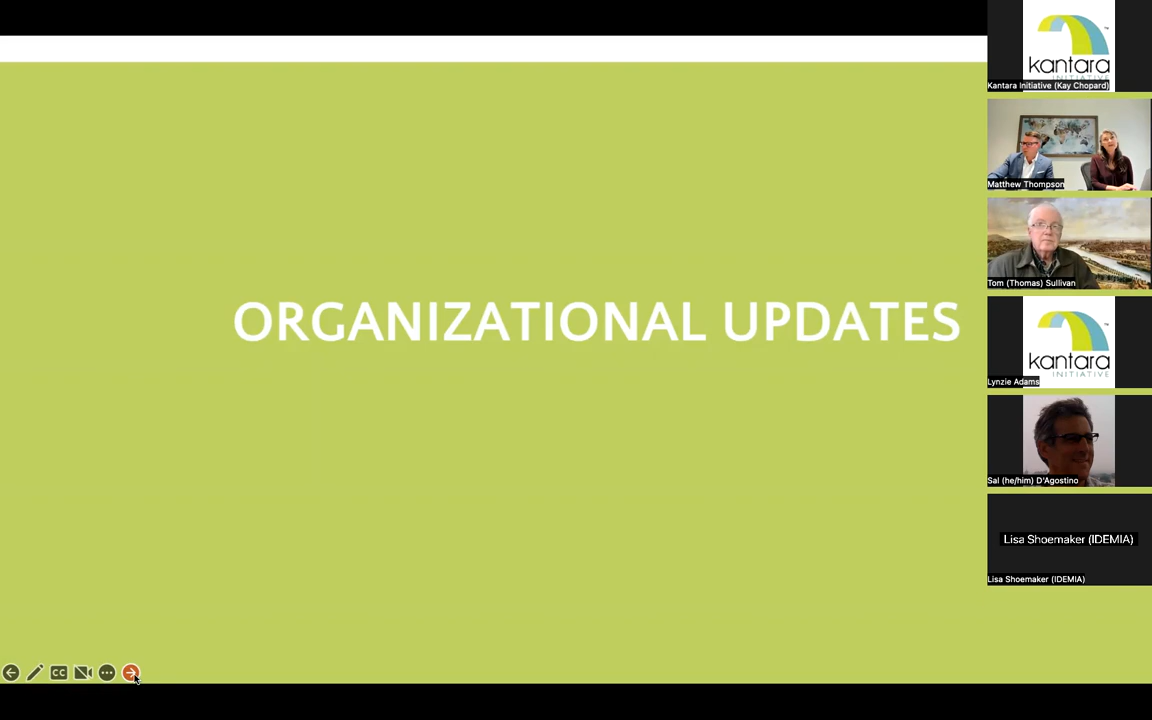 ORGANIZATIONAL UPDATES
kantara
INITIATIVE
Kantara Initiative (Kay Chopard)
Matthew Thompson
Tom (Thomas) Sullivan
kantara
INITIATIVE
Lynzie Adams
Sal (he/him) D'Agostino
Lisa Shoemaker (IDEMIA)
Lisa Shoemaker (IDEMIA)
CC